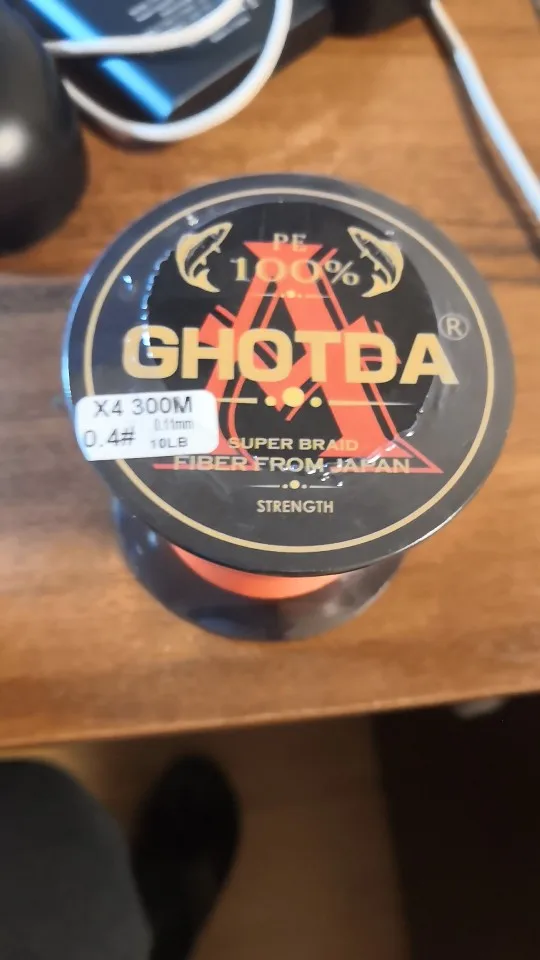 PE
100%
GHOTDA®
X4 300M
0.4# 0.11mm
10LB
SUPER BRAID
FIBER FROM JAPAN
STRENGTH